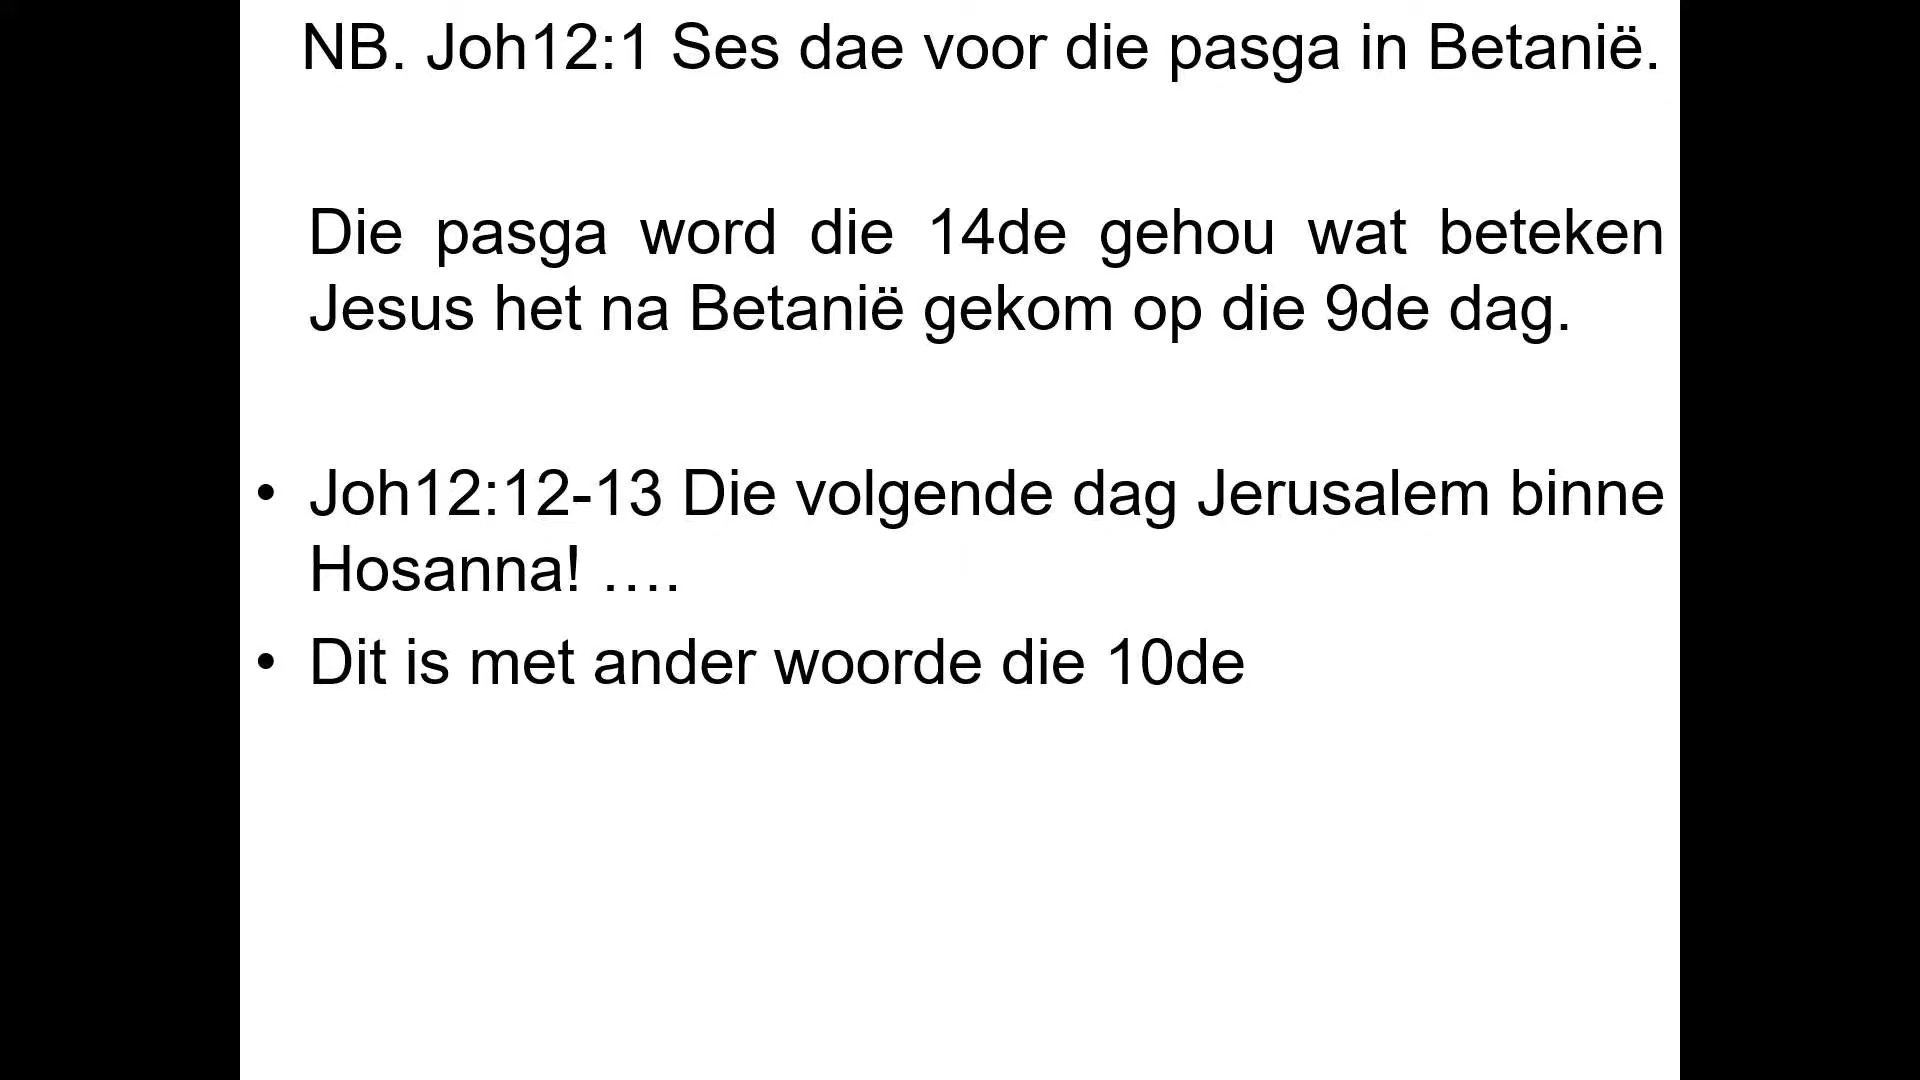 NB. Joh12:1 Ses dae voor die pasga in Betanië.
Die pasga word die 14de gehou wat beteken
Jesus het na Betanië gekom op die 9de dag.
• Joh12:12-13 Die volgende dag Jerusalem binne
Hosanna! ….
• Dit is met ander woorde die 10de